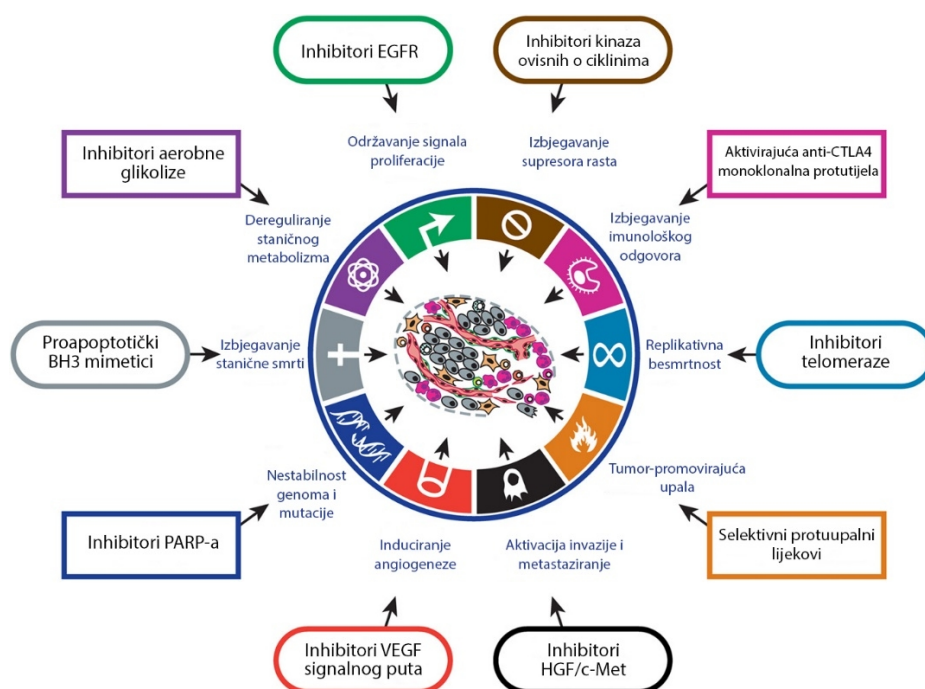 Inhibitori EGFR
Inhibitori kinaza
ovisnih o ciklinima
Održavanje signala
proliferacije
Izbjegavanje
supresora rasta
Inhibitori aerobne
glikolize
Aktivirajuća anti-CTLA4
monoklonalna protutijela
Dereguliranje
staničnog
metabolizma
Izbjegavanje
imunološkog
odgovora
Proapoptotički
BH3 mimetici
Izbjegavanje
stanične smrti
Replikativna
besmrtnost
Inhibitori
telomeraze
Nestabilnost
genoma i
mutacije
Tumor-promovirajuća
upala
Inhibitori PARP-a
Selektivni protuupalni
lijekovi
Induciranje
angiogeneze
Aktivacija invazije i
metastaziranje
Inhibitori VEGF
signalnog puta
Inhibitori
HGF/c-Met